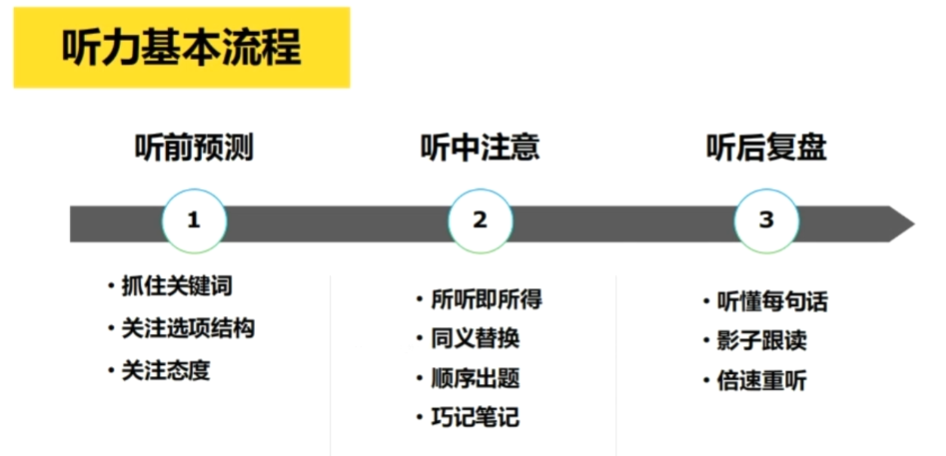 听力基本流程
听前预测
听中注意
听后复盘
1
2
3
·抓住关键词
·关注选项结构
·关注态度
·所听即所得
·同义替换
·顺序出题
·巧记笔记
·听懂每句话
·影子跟读
·倍速重听